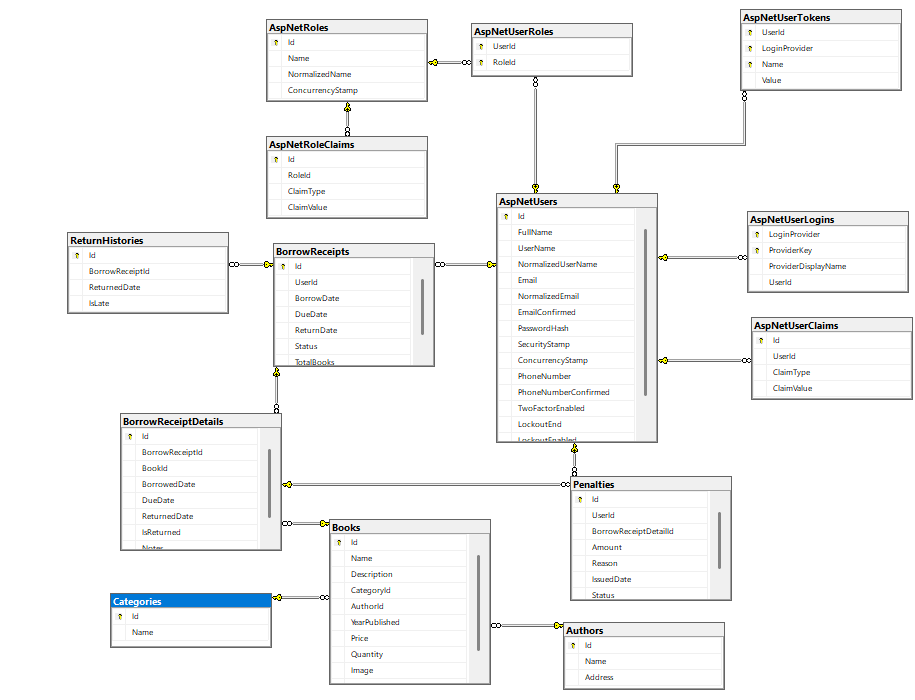 AspNetRoles
Id
Name
NormalizedName
ConcurrencyStamp
AspNetUserRoles
UserId
RoleId
AspNetUserTokens
UserId
LoginProvider
Name
Value
AspNetRoleClaims
Id
RoleId
ClaimType
ClaimValue
AspNetUsers
Id
FullName
UserName
NormalizedUserName
Email
NormalizedEmail
EmailConfirmed
PasswordHash
SecurityStamp
ConcurrencyStamp
PhoneNumber
PhoneNumberConfirmed
TwoFactorEnabled
LockoutEnd
LockoutEnabled
AspNetUserLogins
LoginProvider
ProviderKey
ProviderDisplayName
UserId
ReturnHistories
Id
BorrowReceiptId
ReturnedDate
IsLate
BorrowReceipts
Id
UserId
BorrowDate
DueDate
ReturnDate
Status
TotalBooks
AspNetUserClaims
Id
UserId
ClaimType
ClaimValue
BorrowReceiptDetails
Id
BorrowReceiptId
BookId
BorrowedDate
DueDate
ReturnedDate
IsReturned
Notes
Penalties
Id
UserId
BorrowReceiptDetailId
Amount
Reason
IssuedDate
Status
Books
Id
Name
Description
CategoryId
AuthorId
YearPublished
Price
Quantity
Image
Categories
Id
Name
Authors
Id
Name
Address